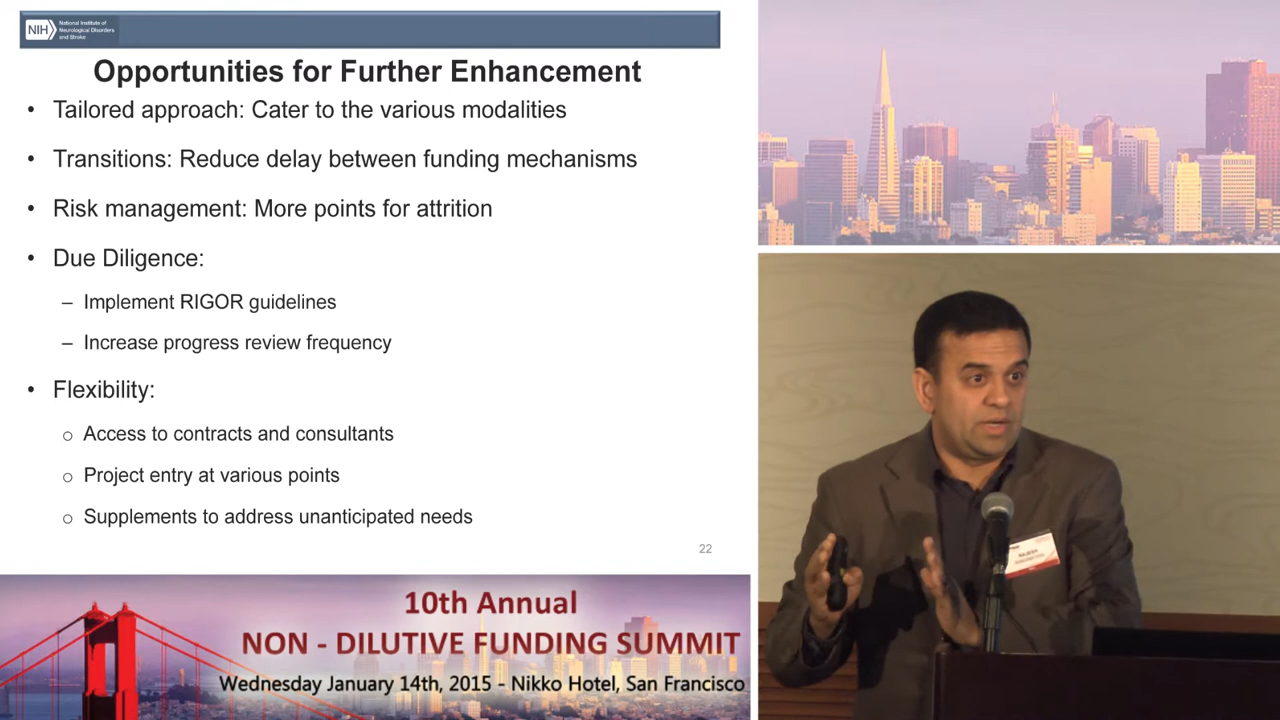 NIH
National Institute of
Neurological Disorders
and Stroke
Opportunities for Further Enhancement
• Tailored approach: Cater to the various modalities
• Transitions: Reduce delay between funding mechanisms
• Risk management: More points for attrition
• Due Diligence:
– Implement RIGOR guidelines
– Increase progress review frequency
• Flexibility:
o Access to contracts and consultants
o Project entry at various points
o Supplements to address unanticipated needs
22
10th Annual
NON - DILUTIVE FUNDING SUMMIT
Wednesday January 14th, 2015 - Nikko Hotel, San Francisco
RAJESH